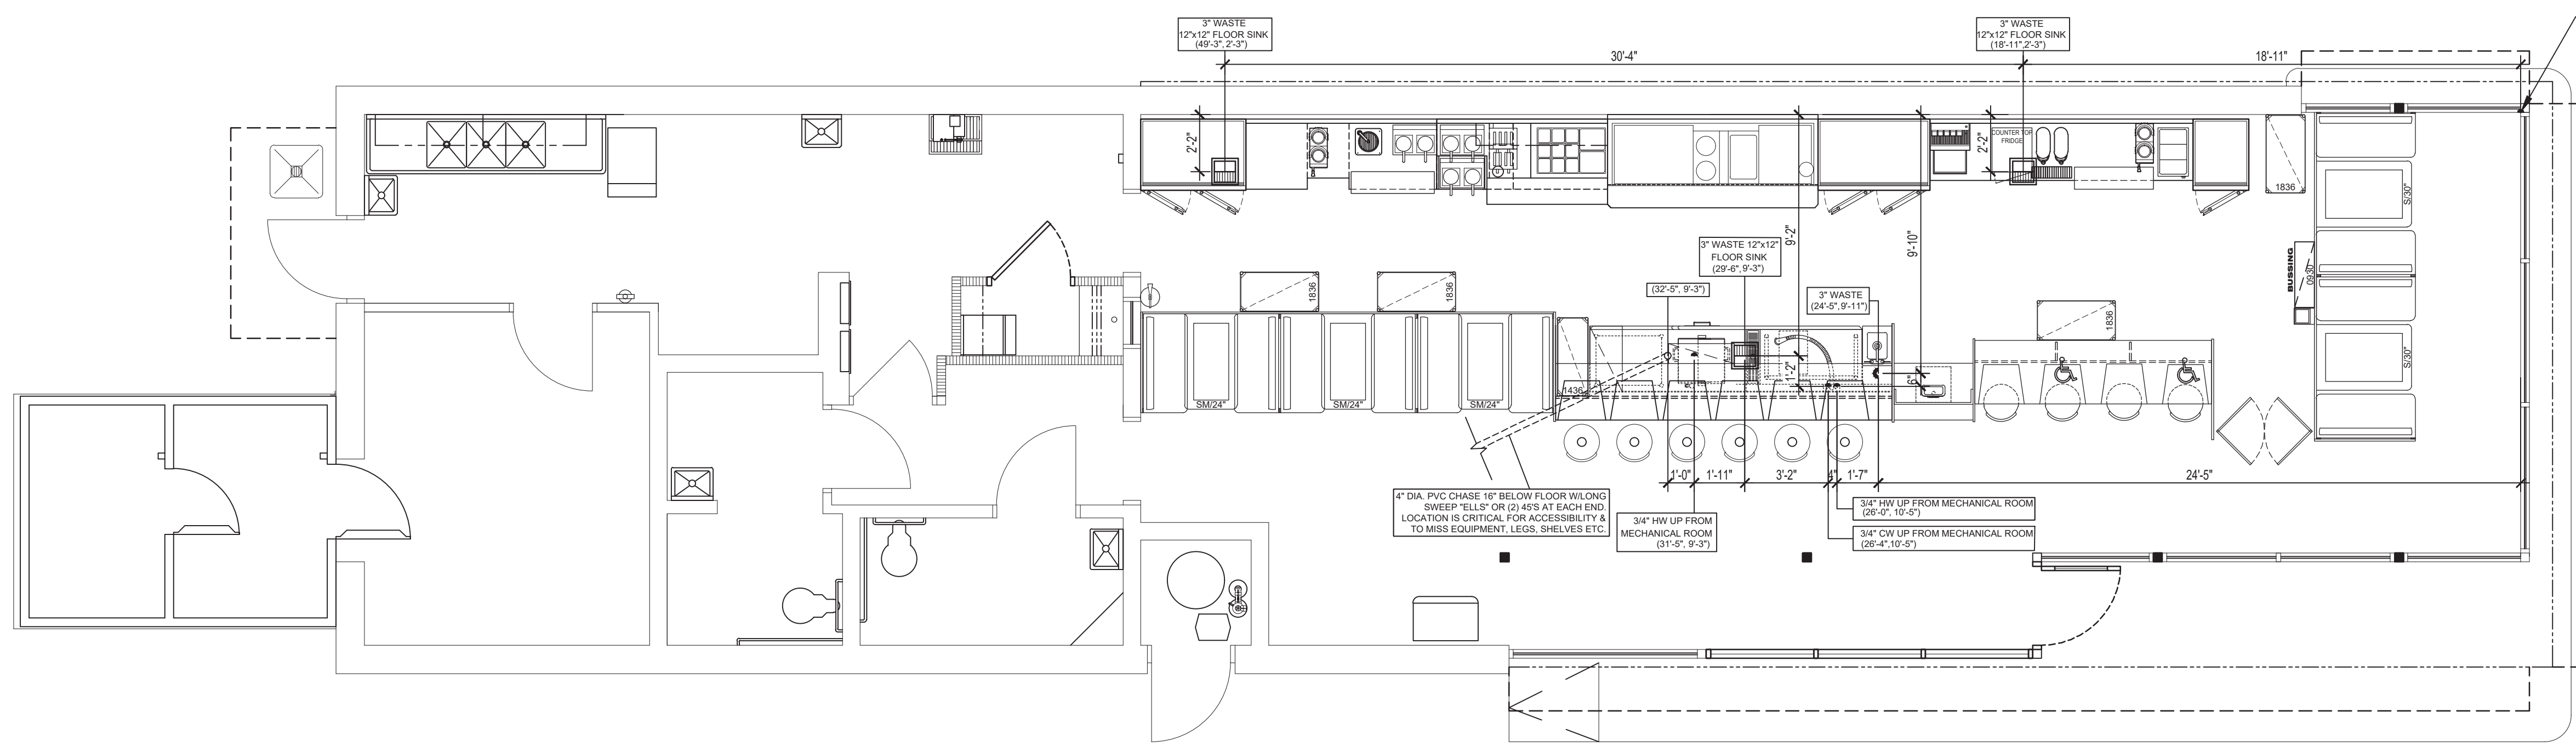 3" WASTE
12"x12" FLOOR SINK
(49'-3", 2'-3")
3" WASTE
12"x12" FLOOR SINK
(18'-11",2'-3")
30'-4"
18'-11"
2'-2"
COUNTER TOP
FRIDGE
2'-2"
1836
S/30"
9'-2"
9'-10"
3" WASTE 12"x12"
FLOOR SINK
(29'-6", 9'-3")
BUSSING
0930
1836
1836
(32'-5", 9'-3")
3" WASTE
(24'-5", 9'-11")
1836
S/30"
1'-2"
6"
1436
SM/24"
SM/24"
SM/24"
1'-0"
1'-11"
3'-2"
4"
1'-7"
24'-5"
4" DIA. PVC CHASE 16" BELOW FLOOR W/LONG
SWEEP "ELLS" OR (2) 45'S AT EACH END.
LOCATION IS CRITICAL FOR ACCESSIBILITY &
TO MISS EQUIPMENT, LEGS, SHELVES ETC.
3/4" HW UP FROM
MECHANICAL ROOM
(31'-5", 9'-3")
3/4" HW UP FROM MECHANICAL ROOM
(26'-0", 10'-5")
3/4" CW UP FROM MECHANICAL ROOM
(26'-4",10'-5")